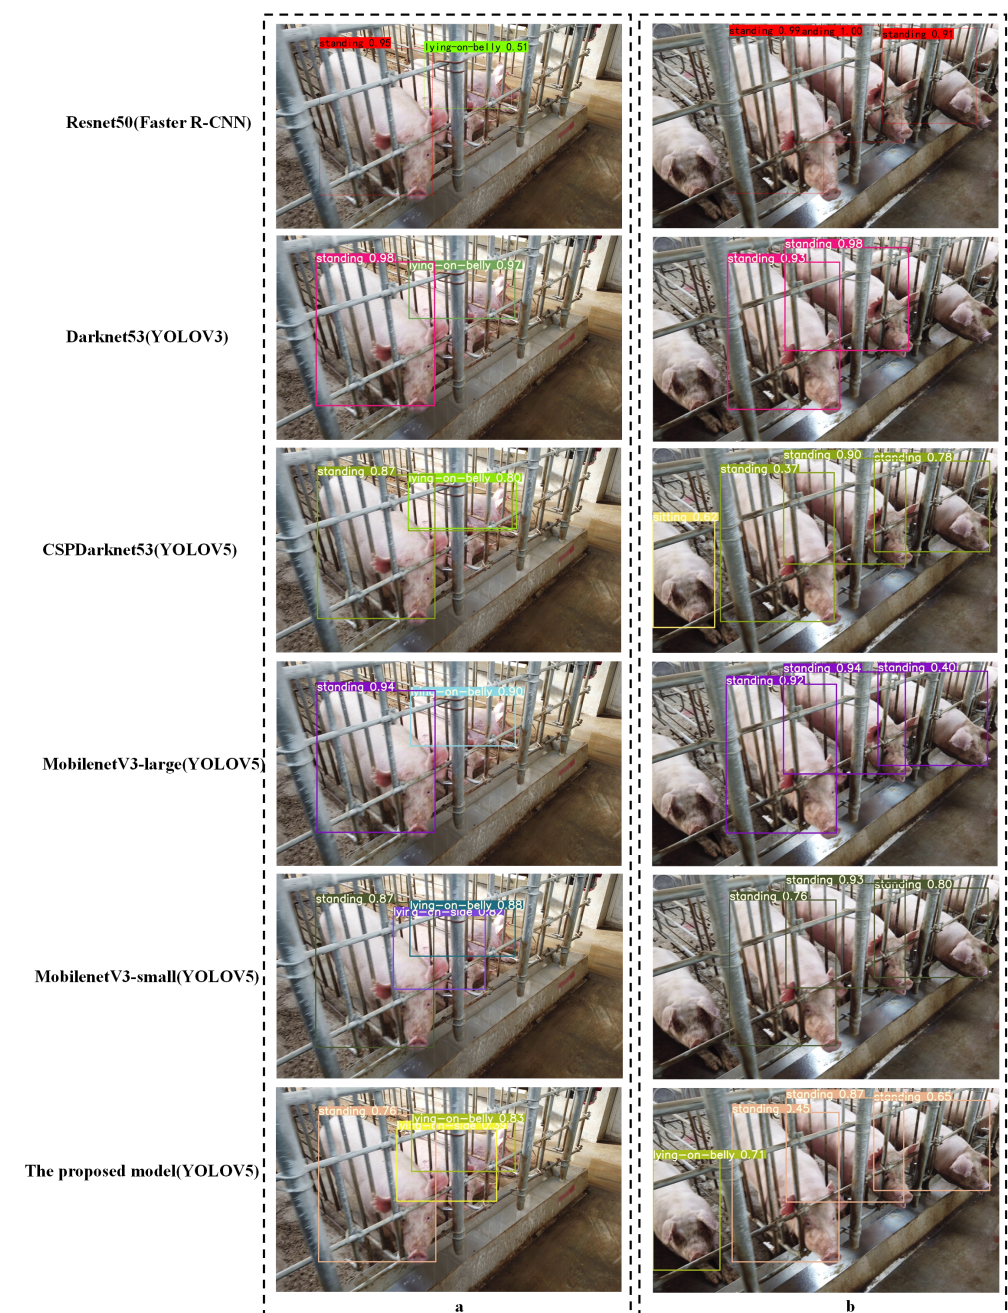 standing 0.95
lying-on-belly 0.51
standing 0.99
anding 1.00
standing 0.91
Resnet50(Faster R-CNN)
standing 0.98
lying-on-belly 0.97
standing 0.98
standing 0.93
Darknet53(YOLOV3)
standing 0.87
lying-on-belly 0.80
standing 0.90
standing 0.78
standing 0.37
sitting 0.62
CSPDarknet53(YOLOV5)
standing 0.94
lying-on-belly 0.90
standing 0.94
standing 0.40
standing 0.92
MobilenetV3-large(YOLOV5)
standing 0.87
lying-on-belly 0.88
lying-on-side 0.82
standing 0.93
standing 0.80
standing 0.76
MobilenetV3-small(YOLOV5)
standing 0.76
lying-on-belly 0.83
lying-on-side
standing 0.87
standing 0.65
standing 0.45
lying-on-belly 0.71
The proposed model(YOLOV5)
a
b